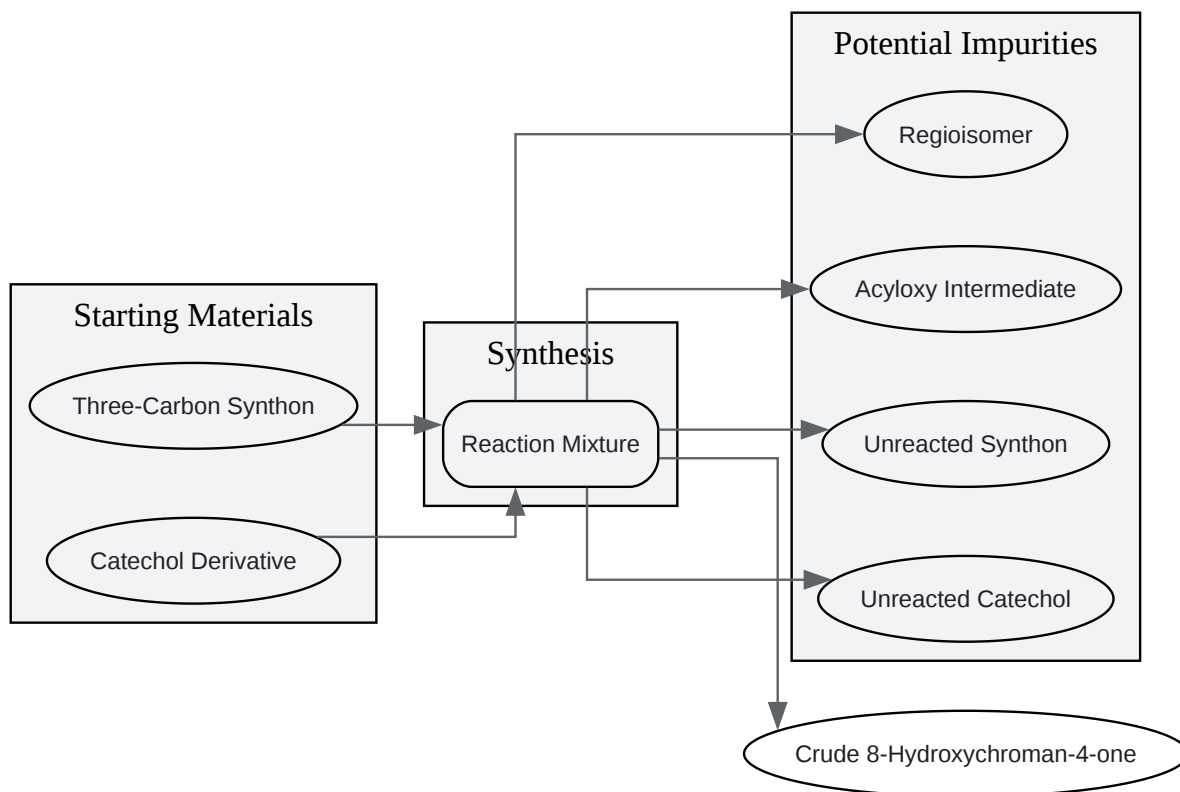 Potential Impurities
Regioisomer
Starting Materials
Acyloxy Intermediate
Synthesis
Three-Carbon Synthon
Reaction Mixture
Unreacted Synthon
Catechol Derivative
Unreacted Catechol
Crude 8-Hydroxychroman-4-one